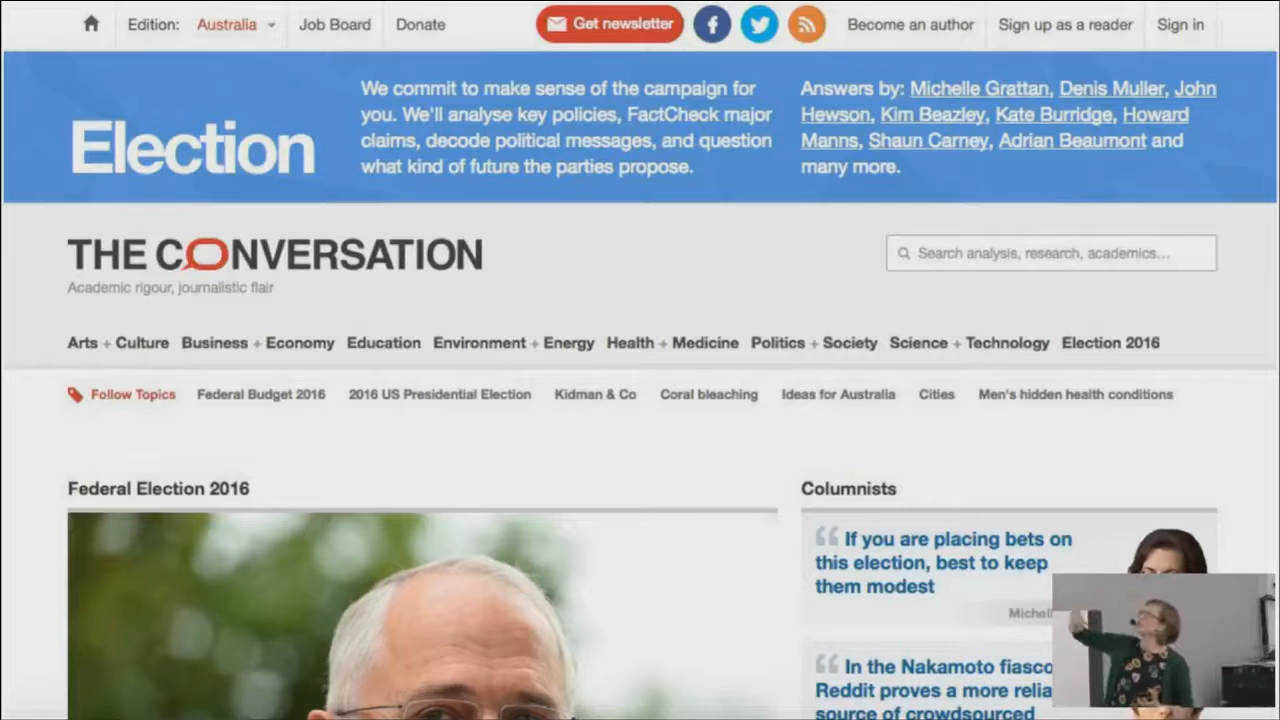 Edition: Australia Job Board Donate Get newsletter Become an author Sign up as a reader Sign in
Election
We commit to make sense of the campaign for
you. We'll analyse key policies, FactCheck major
claims, decode political messages, and question
what kind of future the parties propose.
Answers by: Michelle Grattan, Denis Muller, John
Hewson, Kim Beazley, Kate Burridge, Howard
Manns, Shaun Carney, Adrian Beaumont and
many more.
THE CONVERSATION
Academic rigour, journalistic flair
Search analysis, research, academics...
Arts + Culture Business + Economy Education Environment + Energy Health + Medicine Politics + Society Science + Technology Election 2016
Follow Topics Federal Budget 2016 2016 US Presidential Election Kidman & Co Coral bleaching Ideas for Australia Cities Men's hidden health conditions
Federal Election 2016
Columnists
If you are placing bets on
this election, best to keep
them modest
In the Nakamoto fiasco
Reddit proves a more
source of crowdsourced